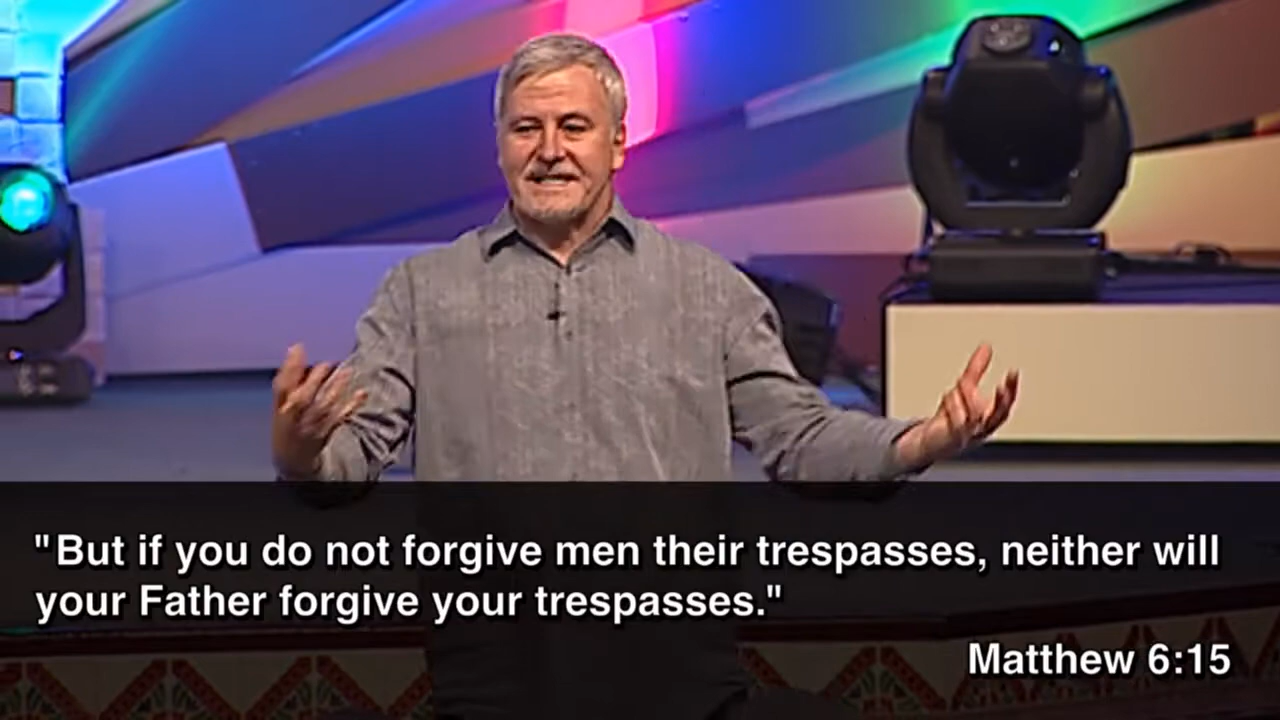 "But if you do not forgive men their trespasses, neither will
your Father forgive your trespasses."
Matthew 6:15